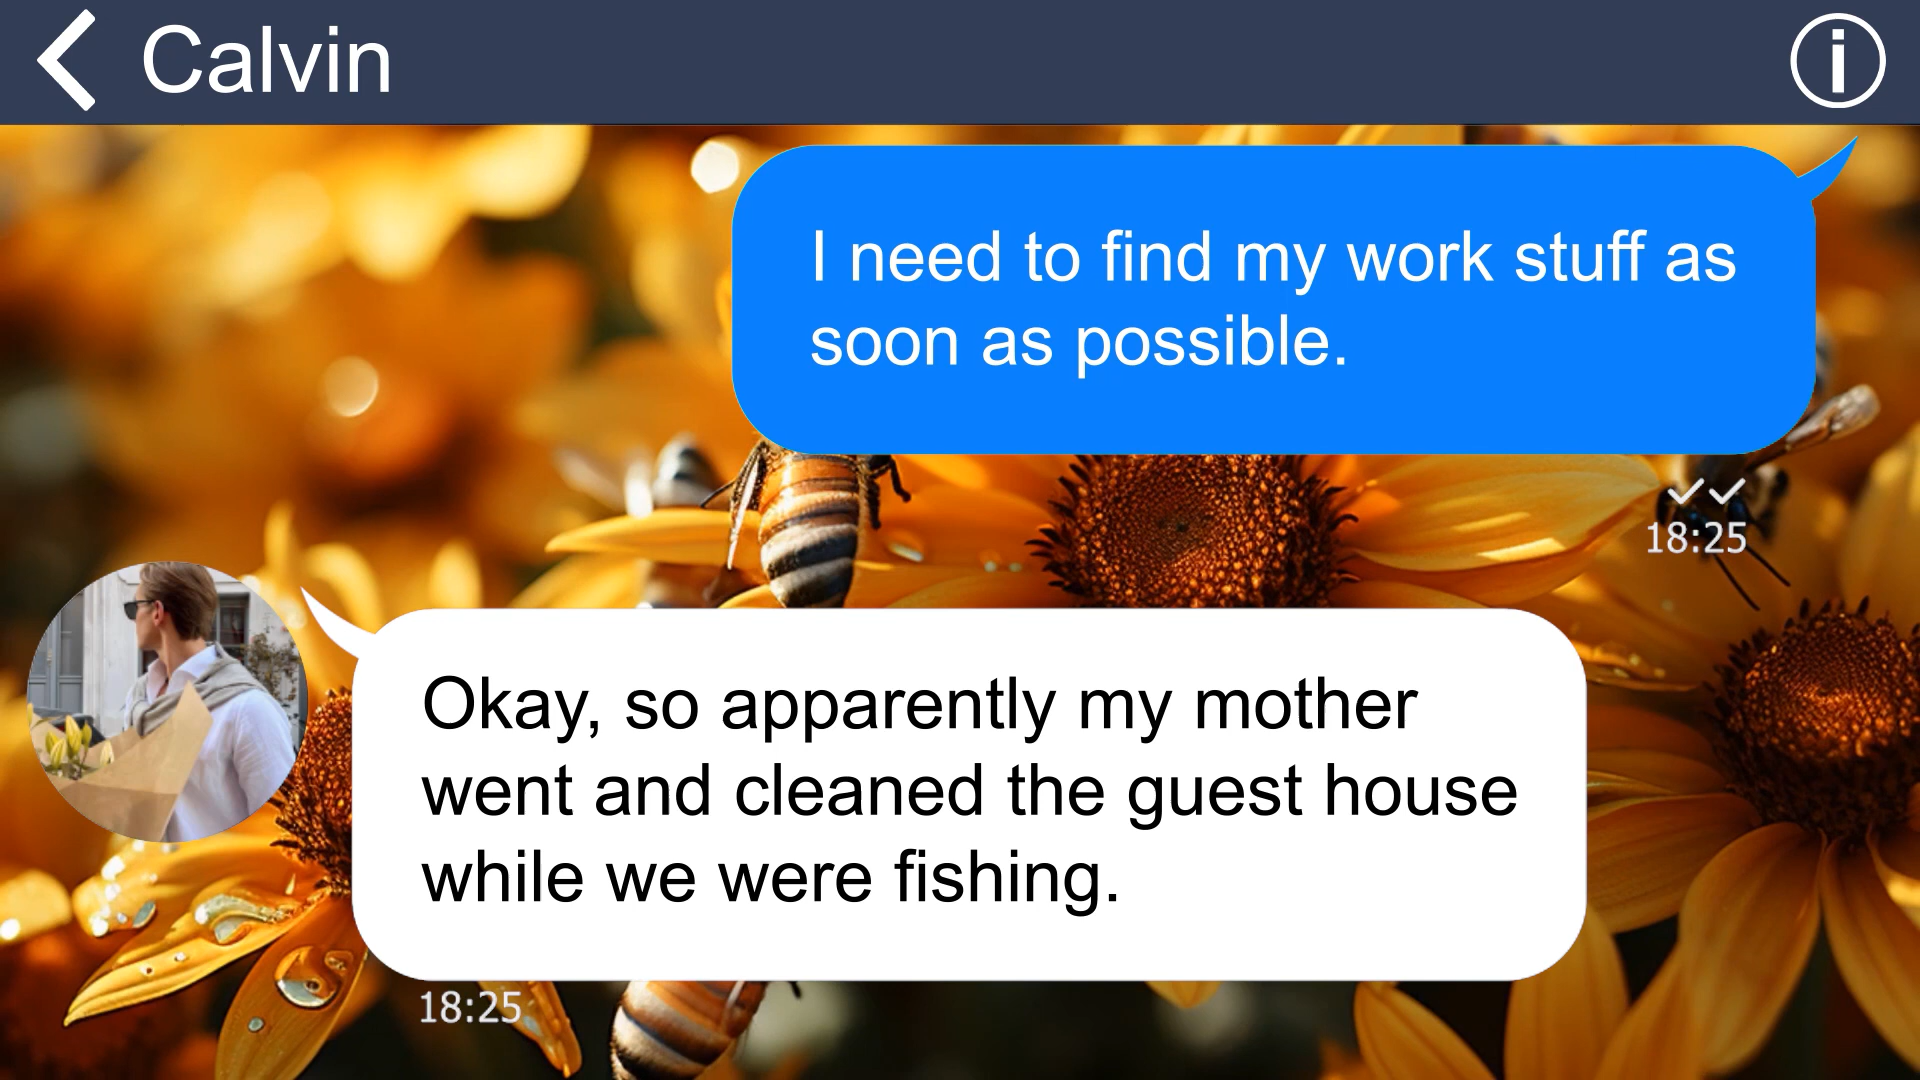 Calvin
I need to find my work stuff as
soon as possible.
18:25
Okay, so apparently my mother
went and cleaned the guest house
while we were fishing.
18:25